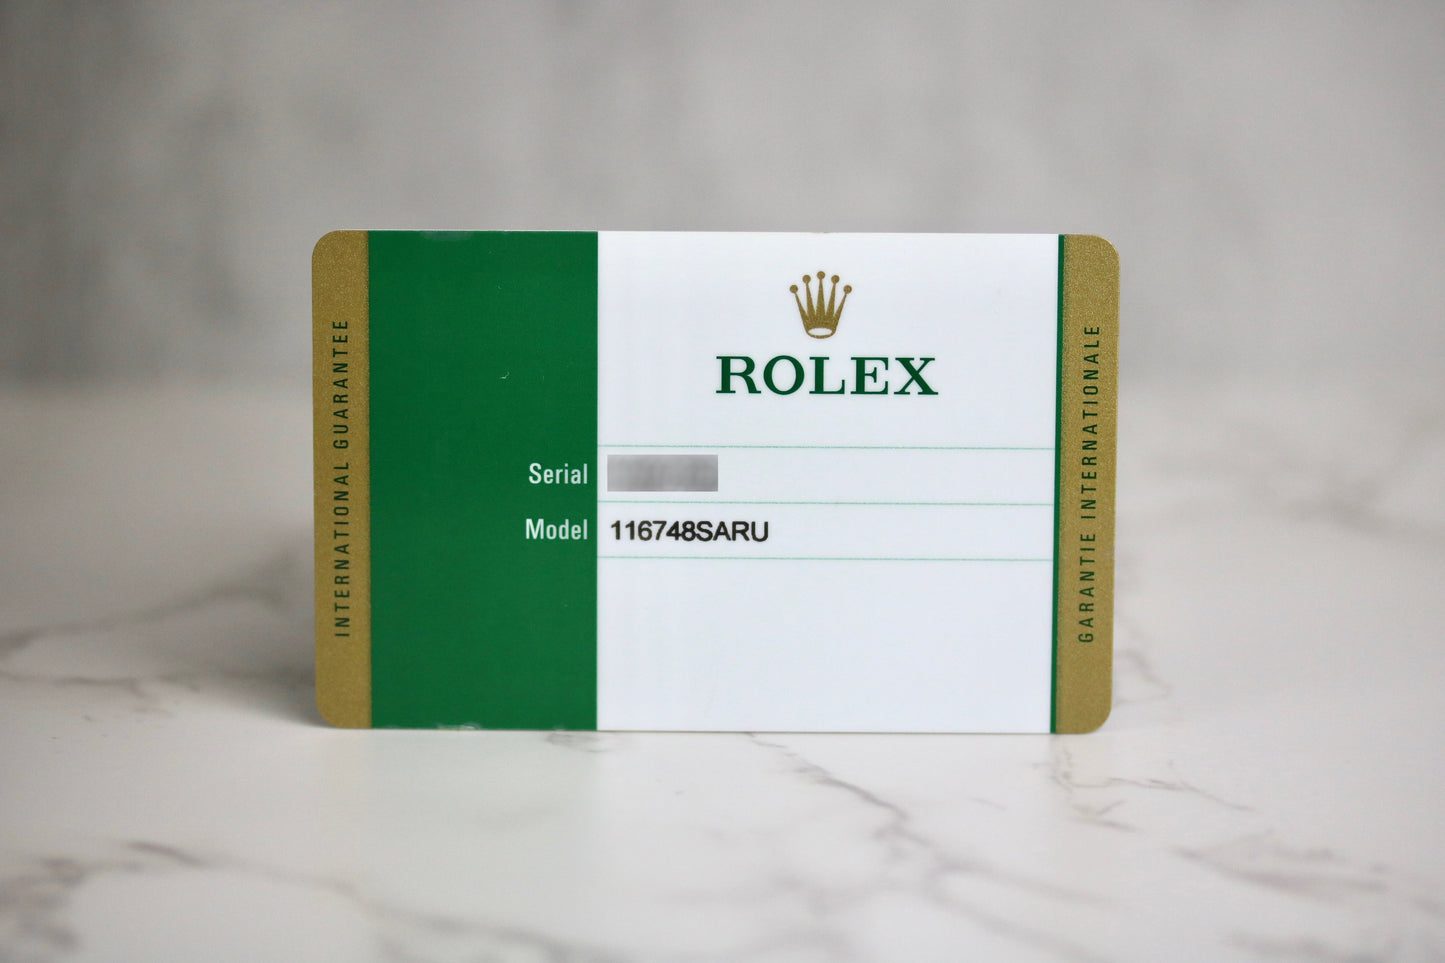 INTERNATIONAL GUARANTEE
ROLEX
Serial
Model 116748SARU
GARANTIE INTERNATIONALE